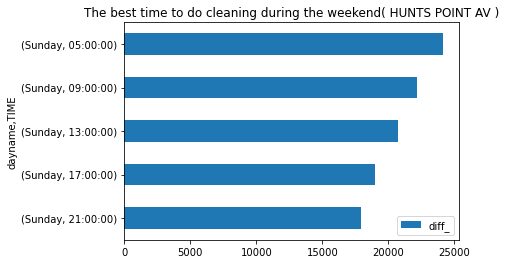 The best time to do cleaning during the weekend( HUNTS POINT AV )
dayname,TIME
(Sunday, 05:00:00)
(Sunday, 09:00:00)
(Sunday, 13:00:00)
(Sunday, 17:00:00)
(Sunday, 21:00:00)
diff_
0 5000 10000 15000 20000 25000